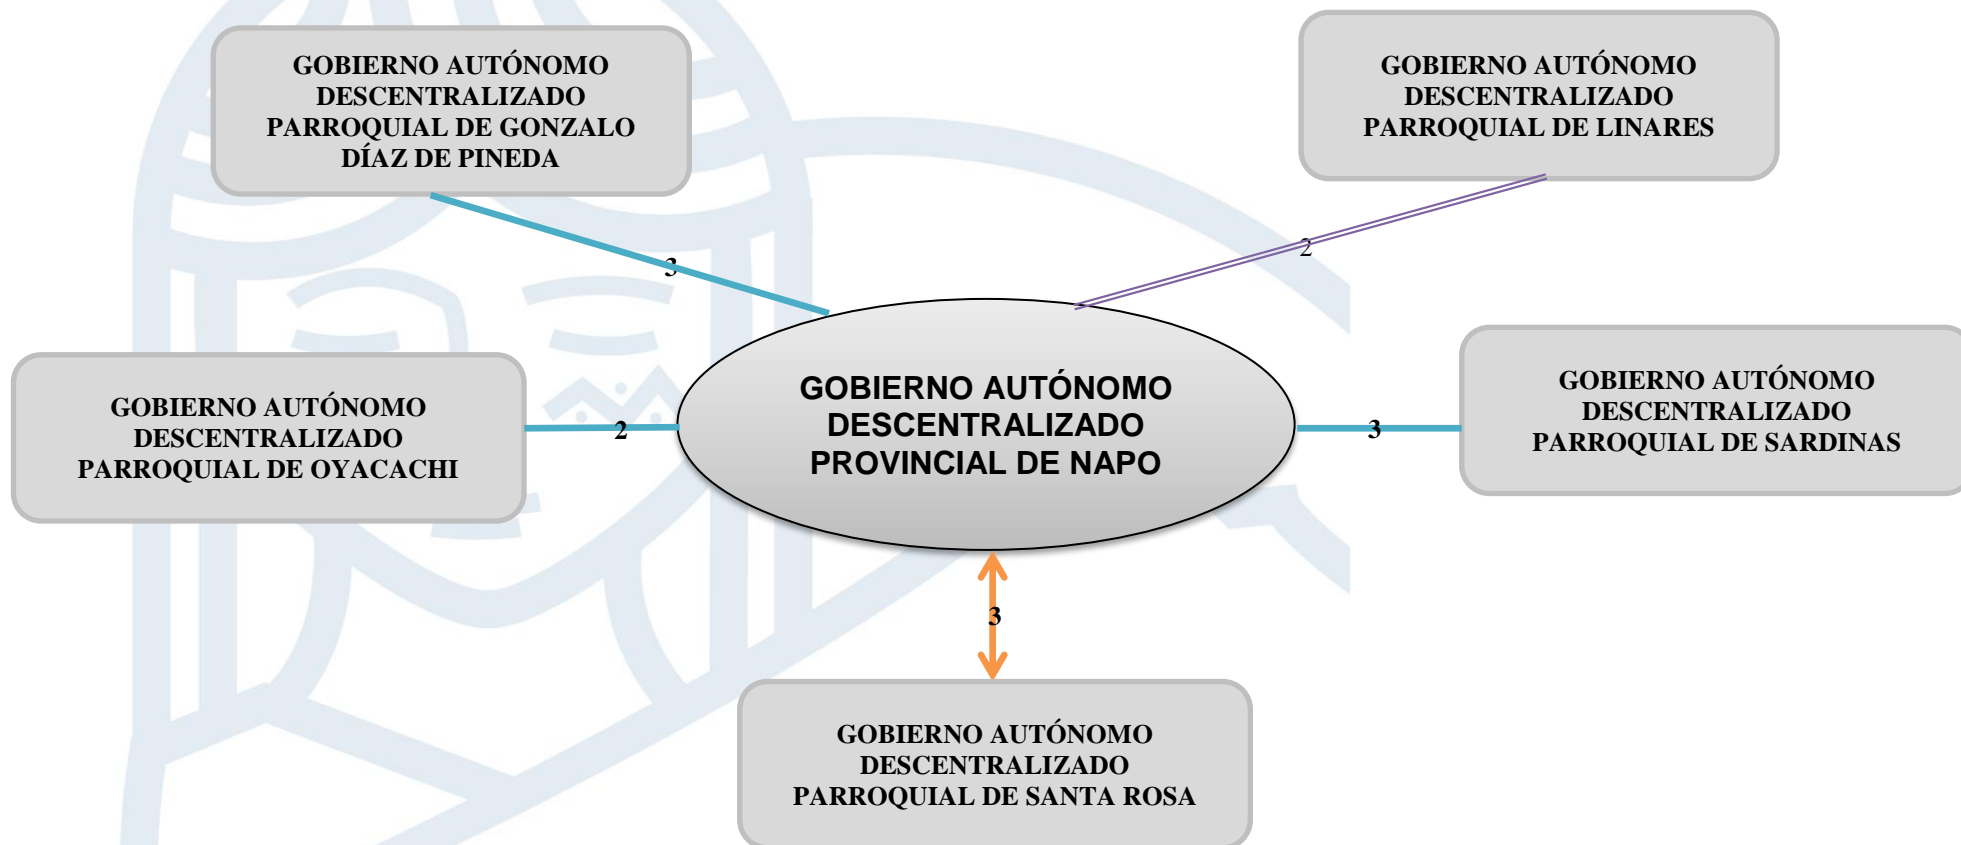 GOBIERNO AUTÓNOMO
DESCENTRALIZADO
PARROQUIAL DE GONZALO
DÍAZ DE PINEDA
GOBIERNO AUTÓNOMO
DESCENTRALIZADO
PARROQUIAL DE LINARES
3
2
GOBIERNO AUTÓNOMO
DESCENTRALIZADO
PARROQUIAL DE OYACACHI
2
GOBIERNO AUTÓNOMO
DESCENTRALIZADO
PROVINCIAL DE NAPO
3
GOBIERNO AUTÓNOMO
DESCENTRALIZADO
PARROQUIAL DE SARDINAS
3
GOBIERNO AUTÓNOMO
DESCENTRALIZADO
PARROQUIAL DE SANTA ROSA